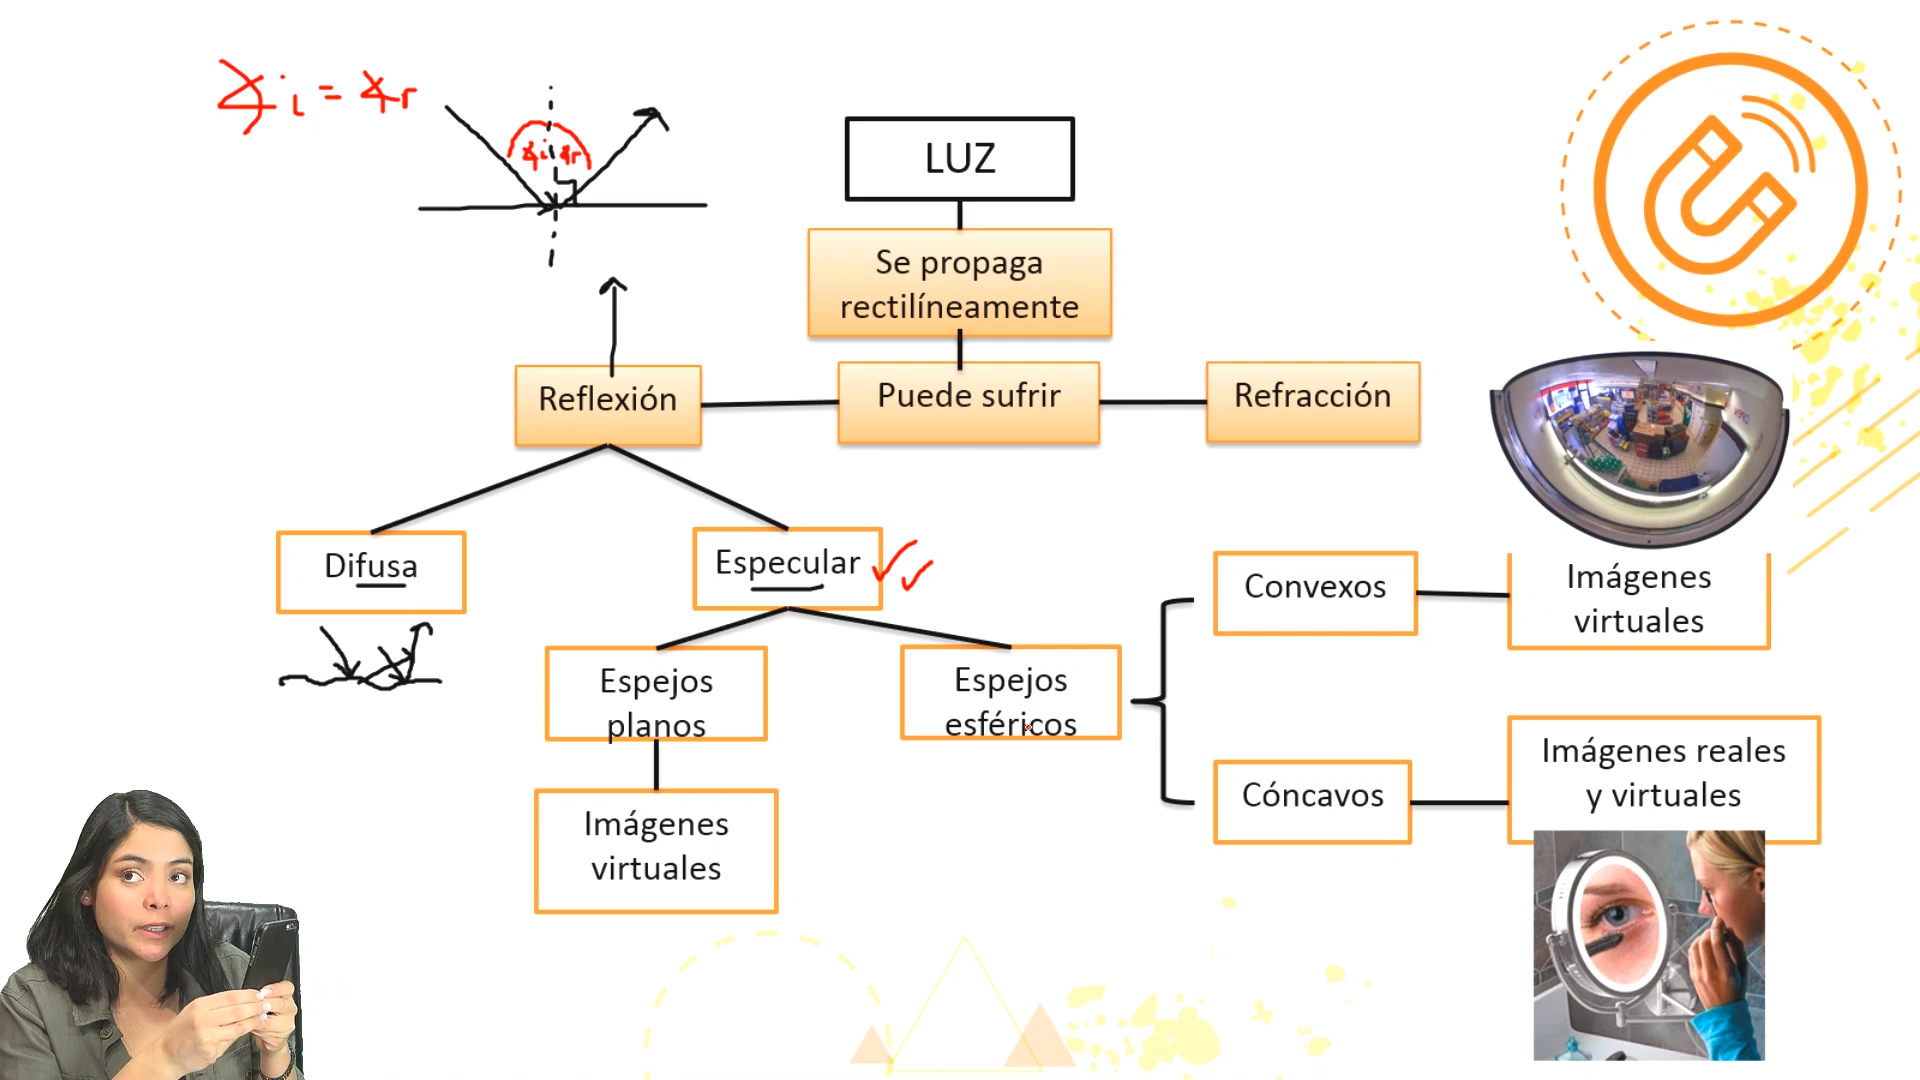 ∡i = ∡r
∡i ∡r
LUZ
Se propaga
rectilíneamente
Reflexión
Puede sufrir
Refracción
Difusa
Especular
Espejos
planos
Espejos
esféricos
Convexos
Imágenes
virtuales
Cóncavos
Imágenes reales
y virtuales
Imágenes
virtuales